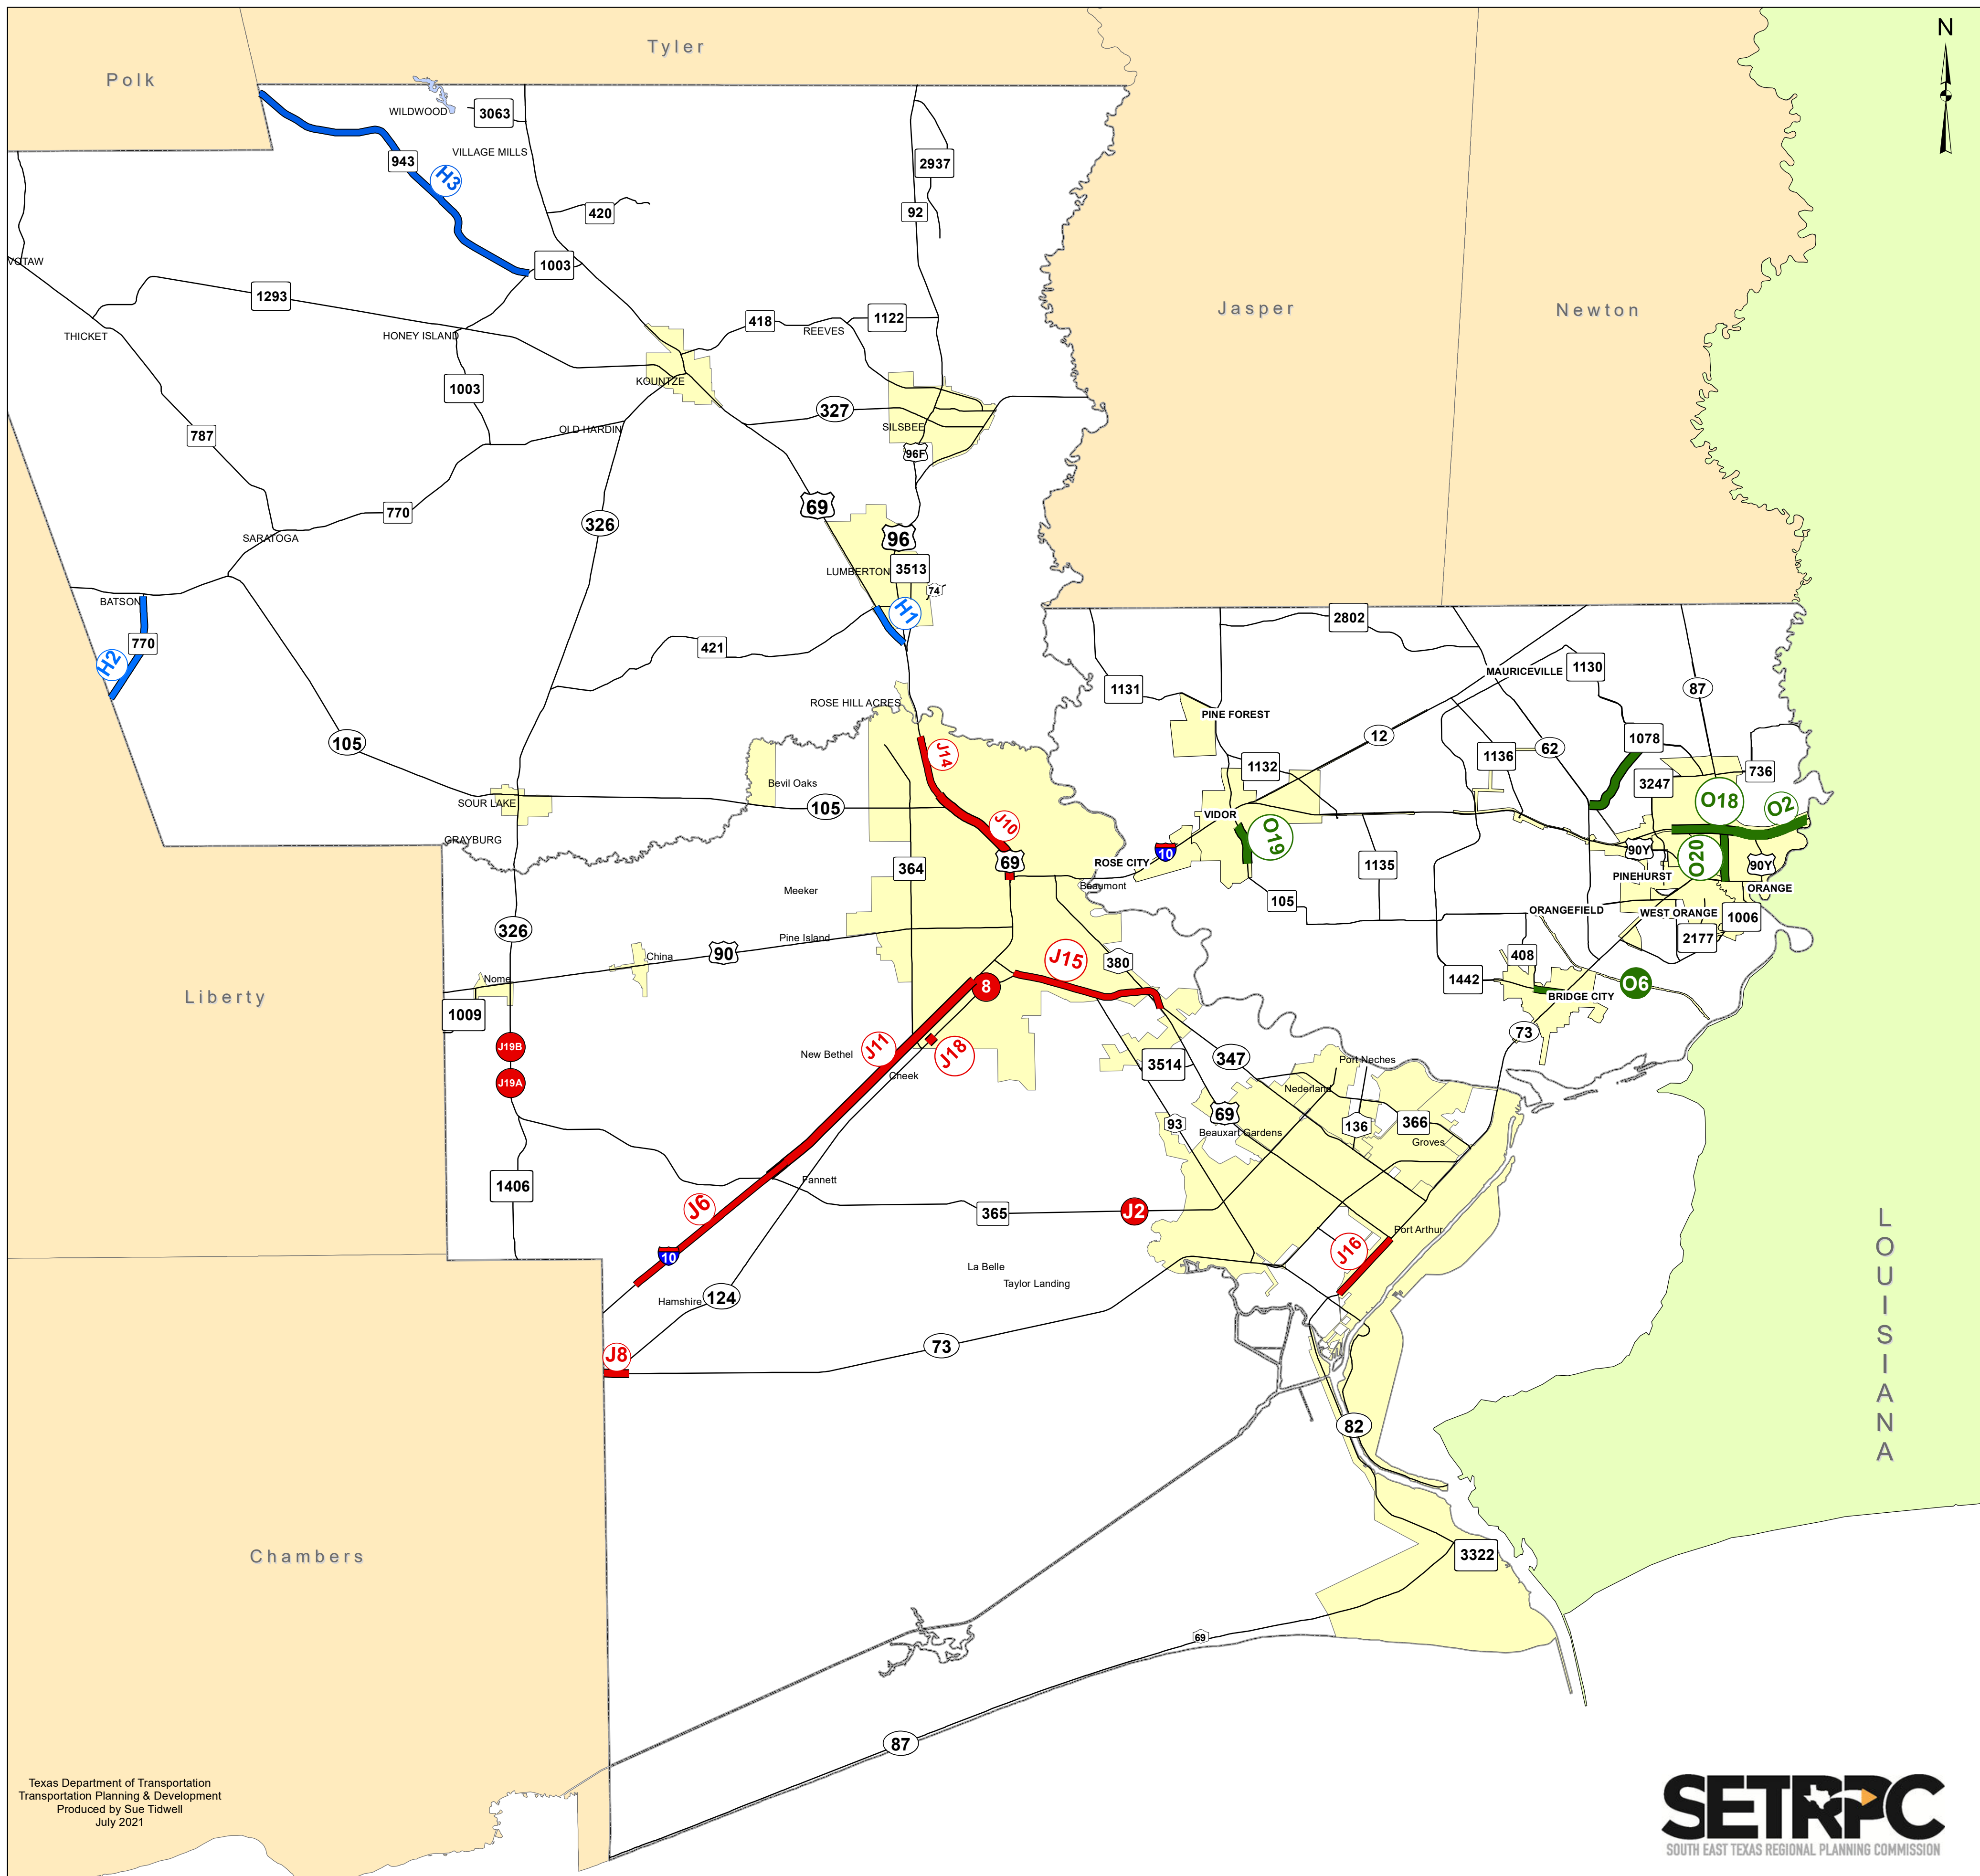 N
Tyler
Polk
WILDWOOD
3063
943
VILLAGE MILLS
2937
H3
420
92
VOTAW
1003
1293
Jasper
Newton
THICKET
HONEY ISLAND
418
REEVES
1122
KOUNTZE
1003
327
787
OLD HARDIN
SILSBEE
96F
69
770
326
96
SARATOGA
LUMBERTON
3513
74
BATSON
H1
770
421
H2
2802
MAURICEVILLE
1130
1131
87
ROSE HILL ACRES
PINE FOREST
105
12
J14
1136
62
1078
1132
736
3247
Bevil Oaks
SOUR LAKE
105
O18
O2
VIDOR
J10
O19
GRAYBURG
69
364
10
ROSE CITY
1135
90Y
O20
90Y
PINEHURST
Meeker
Beaumont
ORANGE
105
ORANGEFIELD
WEST ORANGE
1006
326
Pine Island
2177
90
China
J15
380
408
Nome
1442
8
O6
BRIDGE CITY
1009
73
J19B
J11
J18
New Bethel
347
Port Neches
3514
J19A
Cheek
Nederland
69
93
136
366
Beauxart Gardens
Groves
1406
Fannett
J6
365
J2
LOUISIANA
Port Arthur
10
J16
La Belle
Taylor Landing
Hamshire
124
73
J8
82
Liberty
Chambers
3322
69
87
Texas Department of Transportation
Transportation Planning & Development
Produced by Sue Tidwell
July 2021
SETRPC
SOUTH EAST TEXAS REGIONAL PLANNING COMMISSION